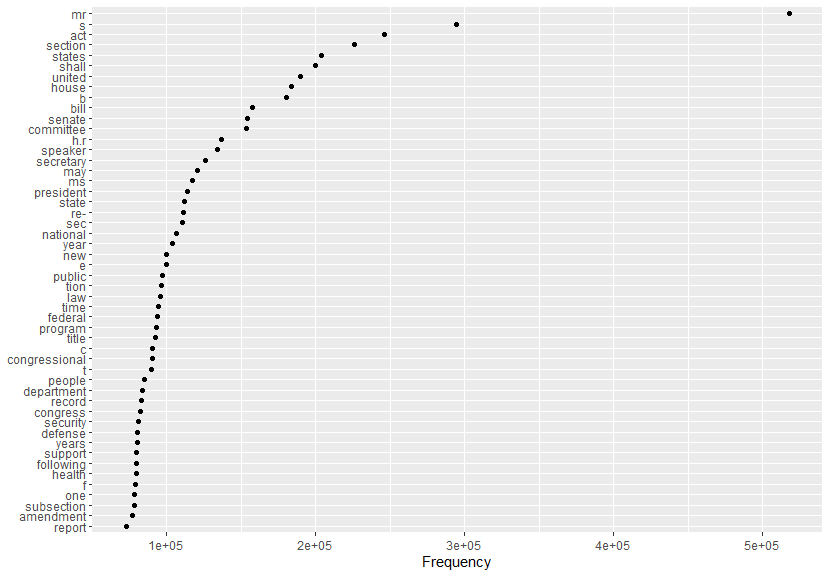 mr
s
act
section
states
shall
united
house
b
bill
senate
committee
h.r
speaker
secretary
may
ms
president
state
re-
sec
national
year
new
e
public
tion
law
time
federal
program
title
c
congressional
t
people
department
record
congress
security
defense
years
support
following
health
f
one
subsection
amendment
report
1e+05 2e+05 3e+05 4e+05 5e+05
Frequency